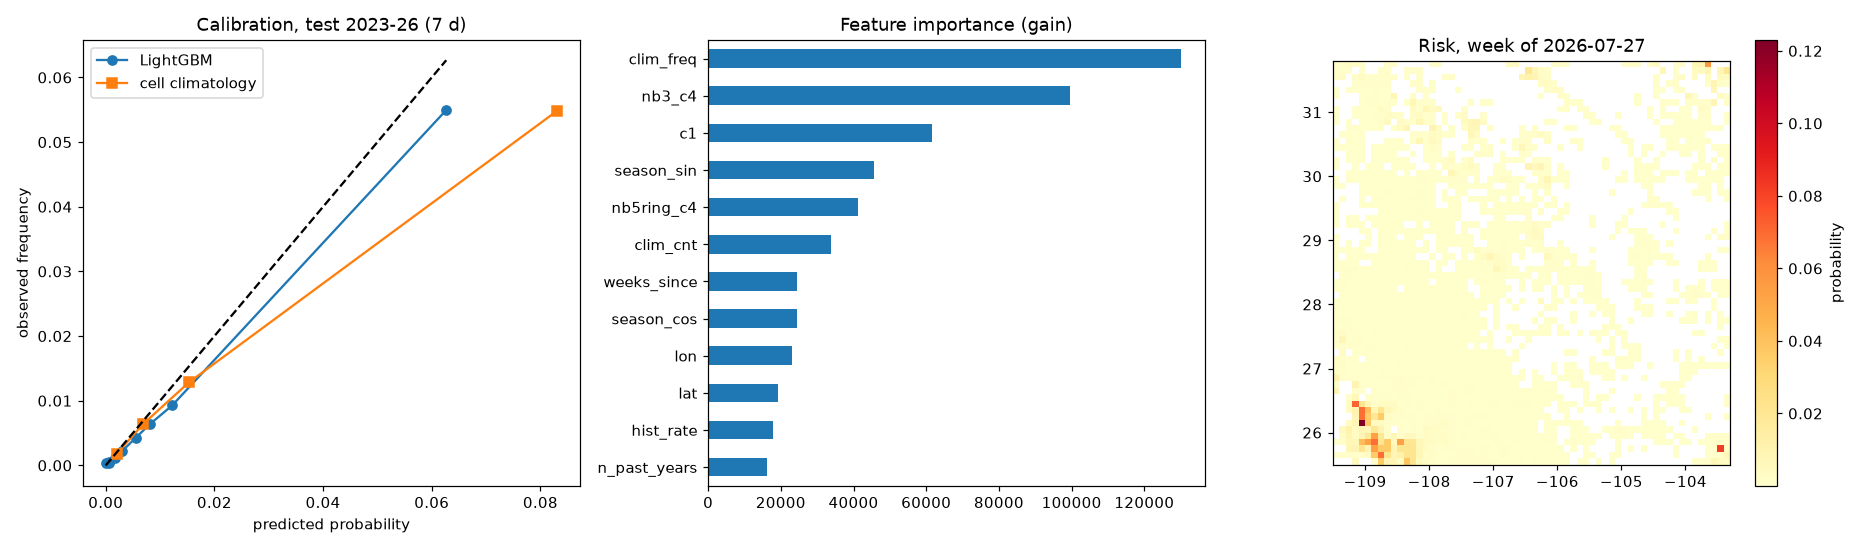 Calibration, test 2023-26 (7 d)
LightGBM
cell climatology
observed frequency
0.06
0.05
0.04
0.03
0.02
0.01
0.00
0.00
0.02
0.04
0.06
0.08
predicted probability
Feature importance (gain)
clim_freq
nb3_c4
c1
season_sin
nb5ring_c4
clim_cnt
weeks_since
season_cos
lon
lat
hist_rate
n_past_years
0
20000
40000
60000
80000
100000
120000
Risk, week of 2026-07-27
31
30
29
28
27
26
−109
−108
−107
−106
−105
−104
0.12
0.10
0.08
0.06
0.04
0.02
probability